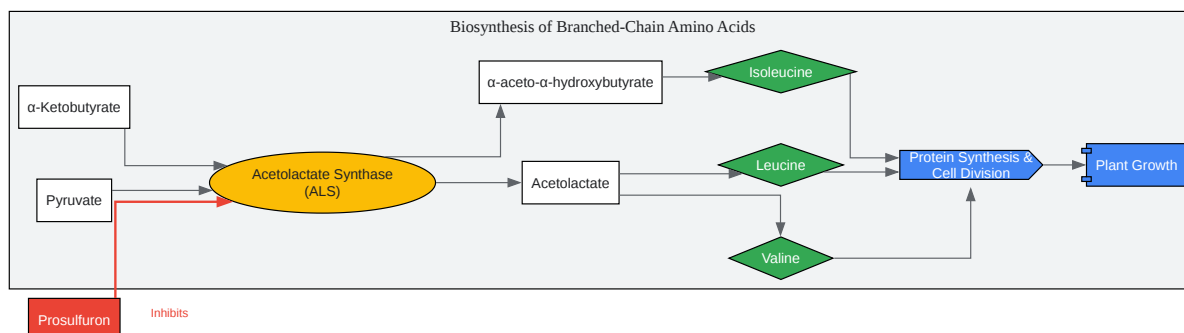 Biosynthesis of Branched-Chain Amino Acids
Isoleucine
α-aceto-α-hydroxybutyrate
α-Ketobutyrate
Leucine
Protein Synthesis &
Cell Division
Plant Growth
Acetolactate Synthase
(ALS)
Acetolactate
Pyruvate
Valine
Prosulfuron
Inhibits